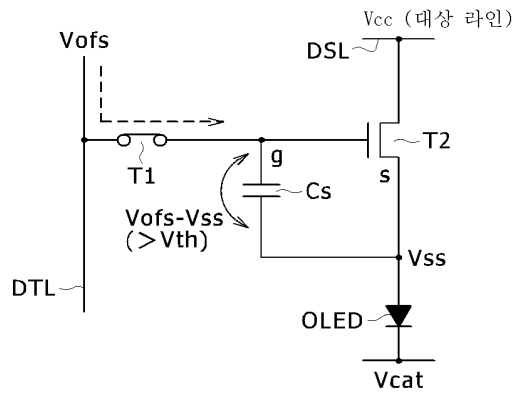 Vcc (대상 라인)
Vofs
DSL
T2
g
T1
s
Cs
Vofs-Vss
(>Vth)
Vss
DTL
OLED
Vcat